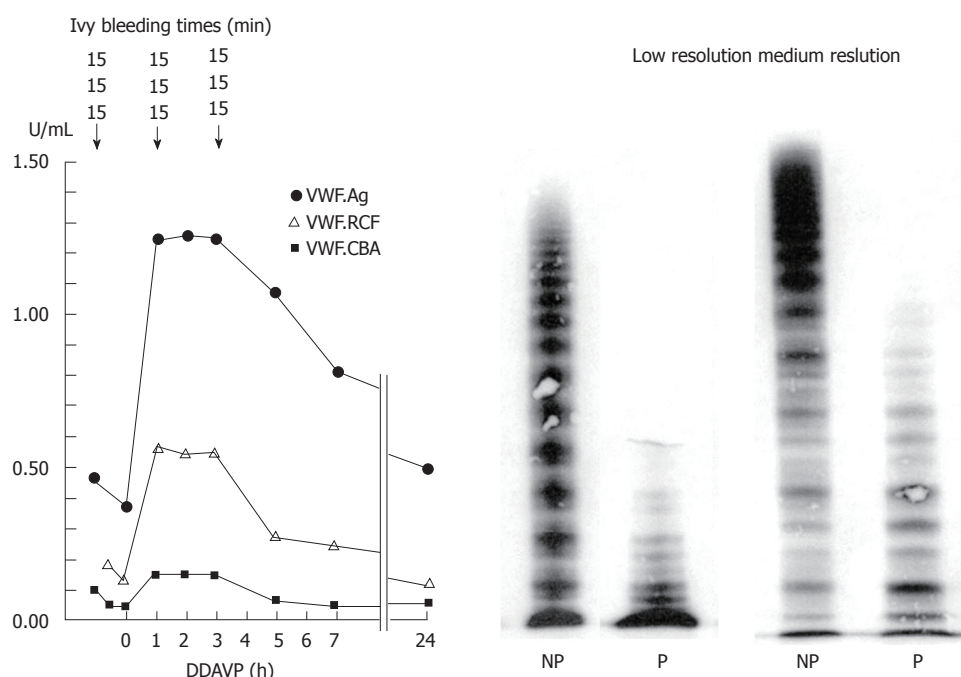 Ivy bleeding times (min)
15 15 15
15 15 15
15 15 15
U/mL
1.50
1.00
0.50
0.00
VWF.Ag
VWF.RCF
VWF.CBA
0 1 2 3 4 5 6 7 24
DDAVP (h)
Low resolution medium reslution
NP P NP P